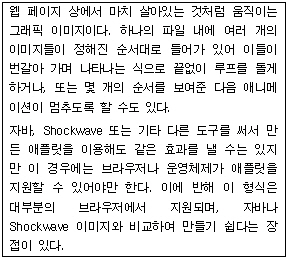 웹 페이지 상에서 마치 살아있는 것처럼 움직이는
그래픽 이미지이다. 하나의 파일 내에 여러 개의
이미지들이 정해진 순서대로 들어가 있어 이들이
번갈아 가며 나타나는 식으로 끝없이 루프를 돌게
하거나, 또는 몇 개의 순서를 보여준 다음 애니메
이션이 멈추도록 할 수도 있다.
자바, Shockwave 또는 기타 다른 도구를 써서 만
든 애플릿을 이용해도 같은 효과를 낼 수는 있지
만 이 경우에는 브라우저나 운영체제가 애플릿을
지원할 수 있어야만 한다. 이에 반해 이 형식은
대부분의 브라우저에서 지원되며, 자바나
Shockwave 이미지와 비교하여 만들기 쉽다는 장
점이 있다.